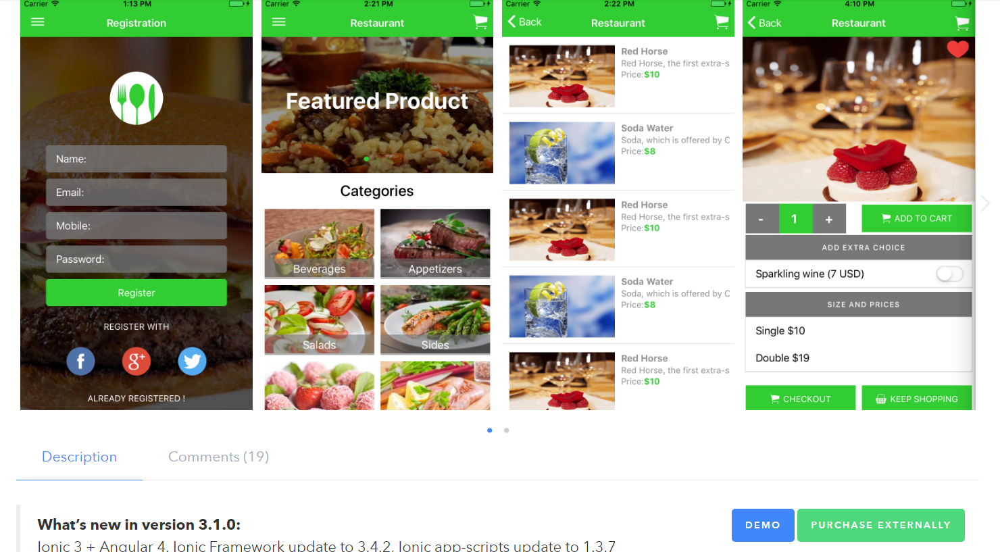 Carrier 1:13 PM
Registration
Name:
Email:
Mobile:
Password:
Register
REGISTER WITH
f
g+
ALREADY REGISTERED !
Carrier 2:21 PM
Restaurant
Featured Product
Categories
Beverages Appetizers
Salads Sides
Carrier 2:22 PM
Back Restaurant
Red Horse
Red Horse, the first extra-s
Price:$10
Soda Water
Soda, which is offered by C
Price:$8
Red Horse
Red Horse, the first extra-s
Price:$10
Soda Water
Soda, which is offered by C
Price:$8
Red Horse
Red Horse, the first extra-s
Price:$10
Carrier 4:10 PM
Back Restaurant
- 1 + ADD TO CART
ADD EXTRA CHOICE
Sparkling wine (7 USD)
SIZE AND PRICES
Single $10
Double $19
CHECKOUT KEEP SHOPPING
Description Comments (19)
What's new in version 3.1.0:
DEMO PURCHASE EXTERNALLY
Ionic 3 + Angular 4. Ionic Framework update to 3.4.2, Ionic app-scripts update to 1.3.7